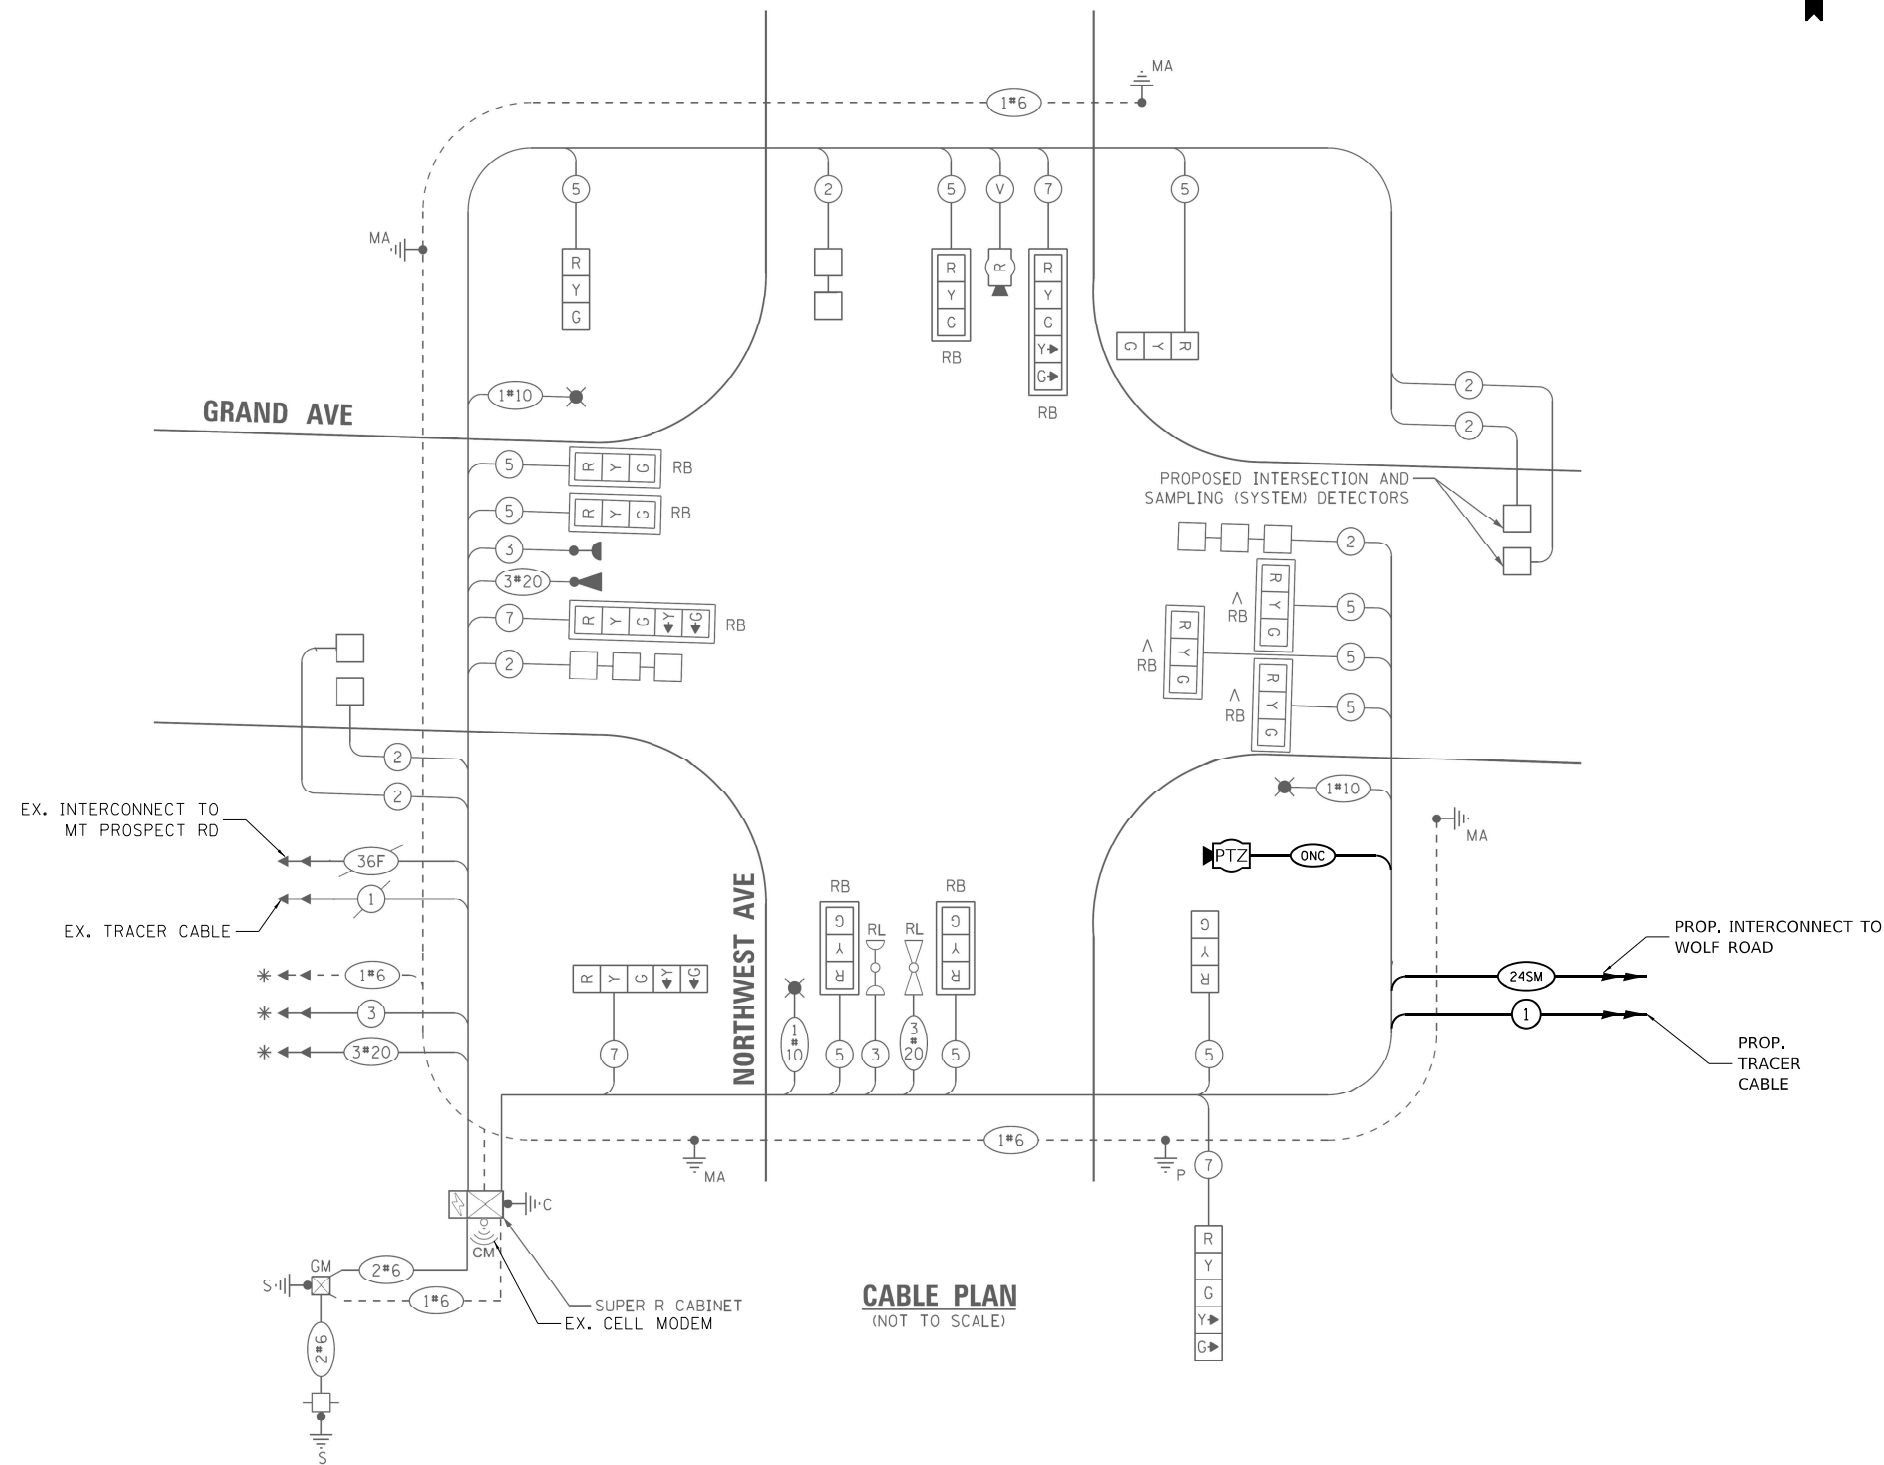 MA
1#6
MA
5
2
5
V
7
5
R
Y
G
R
Y
C
RB
R
R
Y
C
Y
G
RB
G Y R
2
2
1#10
GRAND AVE
5
R Y G
RB
5
R Y G
RB
3
3#20
7
R Y G Y G
RB
2
PROPOSED INTERSECTION AND
SAMPLING (SYSTEM) DETECTORS
2
R
Y
G
RB
5
R
Y
G
RB
5
R
Y
G
RB
5
1#10
MA
2
2
EX. INTERCONNECT TO
MT PROSPECT RD
36F
1
EX. TRACER CABLE
1#6
3
3#20
PTZ
ONC
PROP. INTERCONNECT TO
WOLF ROAD
24SM
1
PROP.
TRACER
CABLE
NORTHWEST AVE
R Y G Y G
7
1
#
10
RB
G
Y
R
5
RL
3
RL
3
#
20
RB
G
Y
R
5
G
Y
R
5
MA
1#6
P
7
R
Y
G
Y
G
C
CM
GM
S
2#6
1#6
2#6
S
SUPER R CABINET
EX. CELL MODEM
CABLE PLAN
(NOT TO SCALE)